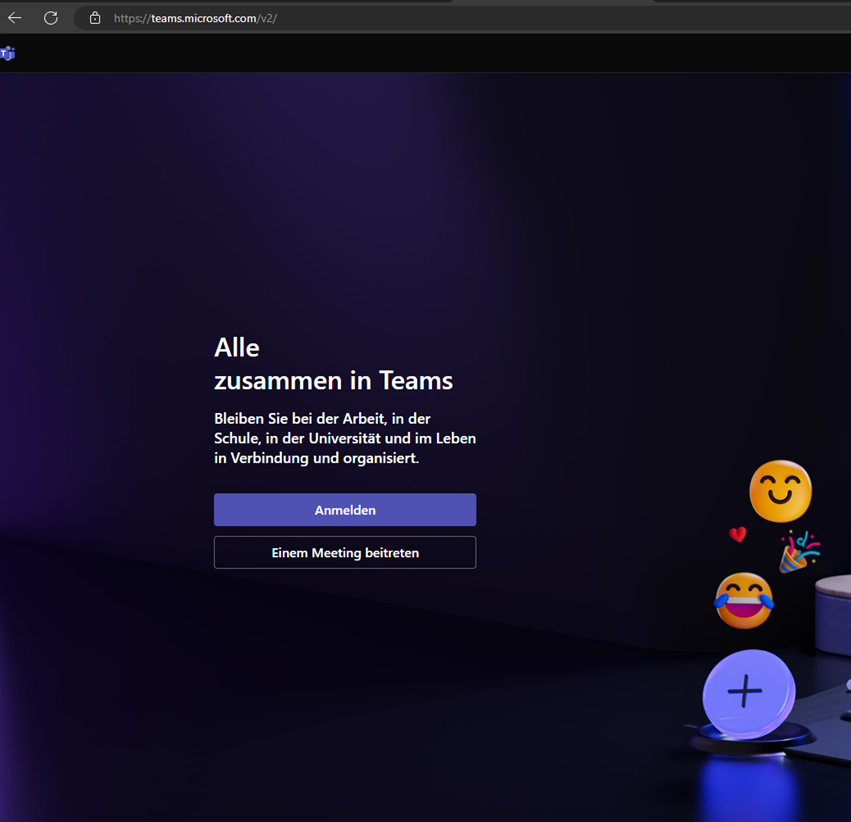 https://teams.microsoft.com/v2/
Alle
zusammen in Teams
Bleiben Sie bei der Arbeit, in der
Schule, in der Universität und im Leben
in Verbindung und organisiert.
Anmelden
Einem Meeting beitreten